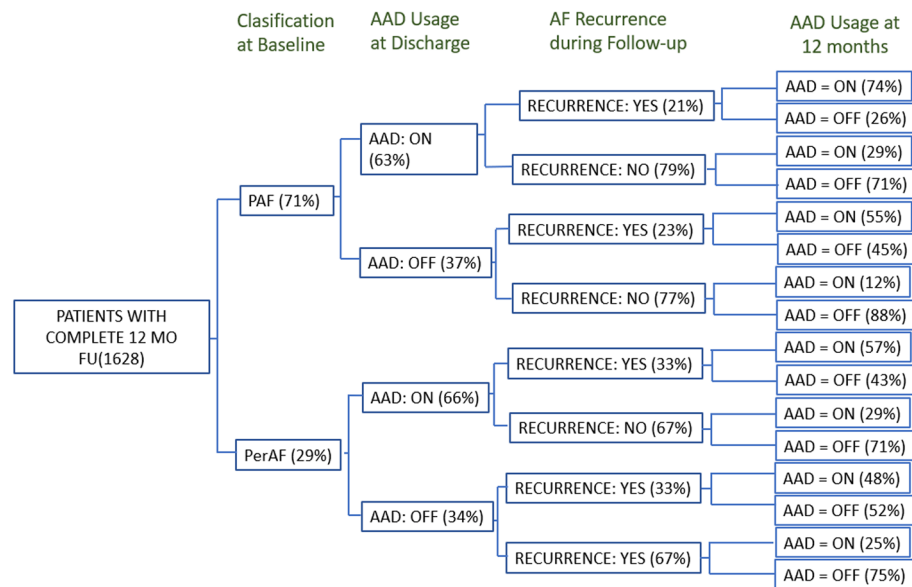 Clasification
at Baseline
AAD Usage
at Discharge
AF Recurrence
during Follow-up
AAD Usage at
12 months
PATIENTS WITH
COMPLETE 12 MO
FU(1628)
PAF (71%)
AAD: ON
(63%)
RECURRENCE: YES (21%)
AAD = ON (74%)
AAD = OFF (26%)
RECURRENCE: NO (79%)
AAD = ON (29%)
AAD = OFF (71%)
AAD: OFF (37%)
RECURRENCE: YES (23%)
AAD = ON (55%)
AAD = OFF (45%)
RECURRENCE: NO (77%)
AAD = ON (12%)
AAD = OFF (88%)
PerAF (29%)
AAD: ON (66%)
RECURRENCE: YES (33%)
AAD = ON (57%)
AAD = OFF (43%)
RECURRENCE: NO (67%)
AAD = ON (29%)
AAD = OFF (71%)
AAD: OFF (34%)
RECURRENCE: YES (33%)
AAD = ON (48%)
AAD = OFF (52%)
RECURRENCE: YES (67%)
AAD = ON (25%)
AAD = OFF (75%)